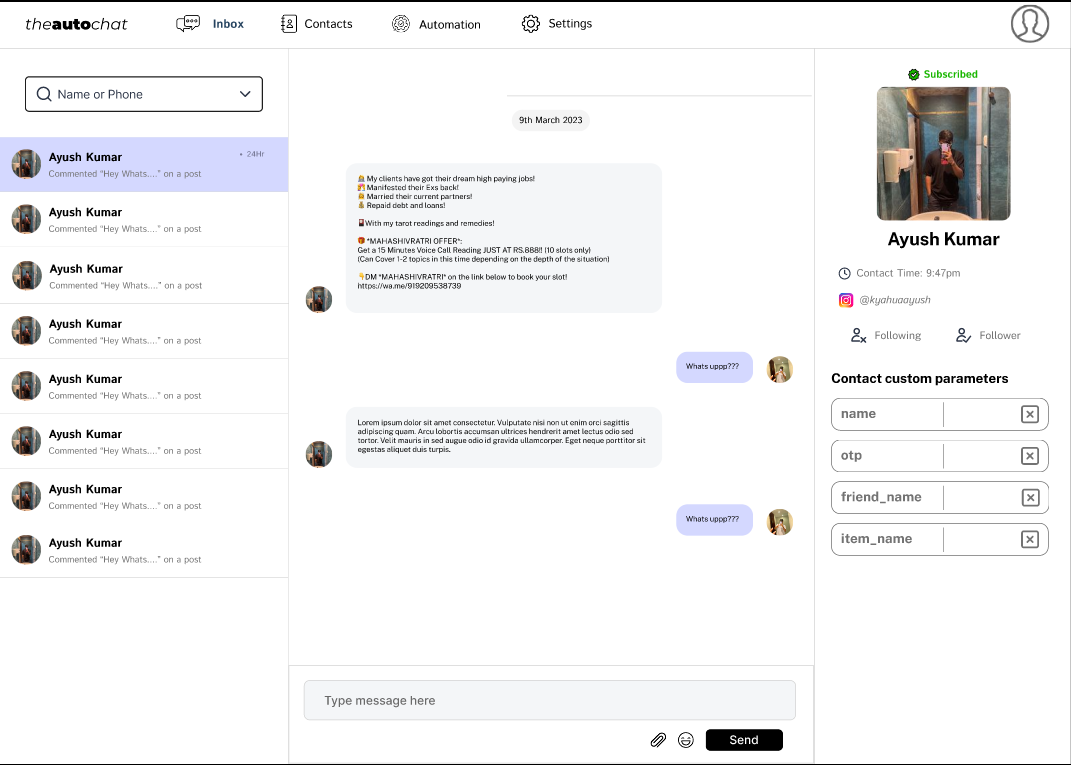 theautochat
Inbox
Contacts
Automation
Settings
Name or Phone
Ayush Kumar
• 24Hr
Commented “Hey Whats....” on a post
Ayush Kumar
Commented “Hey Whats....” on a post
Ayush Kumar
Commented “Hey Whats....” on a post
Ayush Kumar
Commented “Hey Whats....” on a post
Ayush Kumar
Commented “Hey Whats....” on a post
Ayush Kumar
Commented “Hey Whats....” on a post
Ayush Kumar
Commented “Hey Whats....” on a post
Ayush Kumar
Commented “Hey Whats....” on a post
9th March 2023
My clients have got their dream high paying jobs!
Manifested their Exs back!
Married their current partners!
Repaid debt and loans!
With my tarot readings and remedies!
*MAHASHIVRATRI OFFER*:
Get a 15 Minutes Voice Call Reading JUST AT RS.888!! (10 slots only)
(Can Cover 1-2 topics in this time depending on the depth of the situation)
DM *MAHASHIVRATRI* on the link below to book your slot!
https://wa.me/919209538739
Whats uppp???
Lorem ipsum dolor sit amet consectetur. Vulputate nisi non ut enim orci sagittis
adipiscing quam. Arcu lobortis accumsan ultrices hendrerit amet lectus odio sed
tortor. Velit mauris in sed augue odio id gravida ullamcorper. Eget neque porttitor sit
egestas aliquet duis turpis.
Whats uppp???
Type message here
Send
Subscribed
Ayush Kumar
Contact Time: 9:47pm
@kyahuaayush
Following
Follower
Contact custom parameters
name
otp
friend_name
item_name